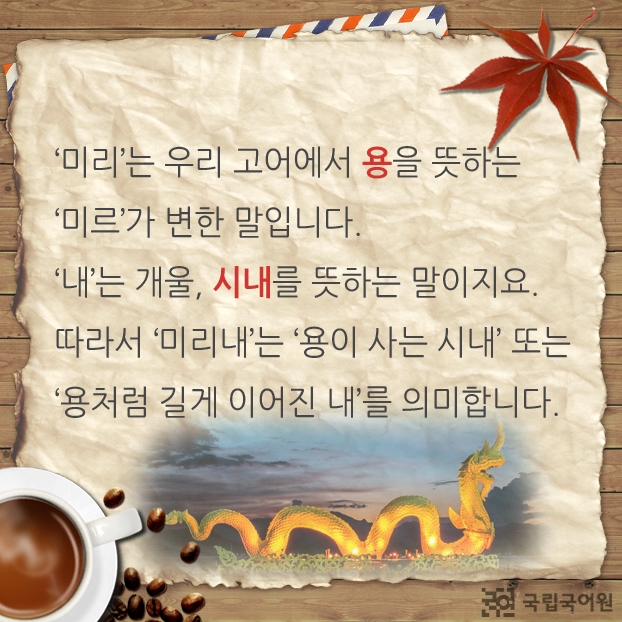 ‘미리’는 우리 고어에서 용을 뜻하는
‘미르’가 변한 말입니다.
‘내’는 개울, 시내를 뜻하는 말이지요.
따라서 ‘미리내’는 ‘용이 사는 시내’ 또는
‘용처럼 길게 이어진 내’를 의미합니다.
국립국어원